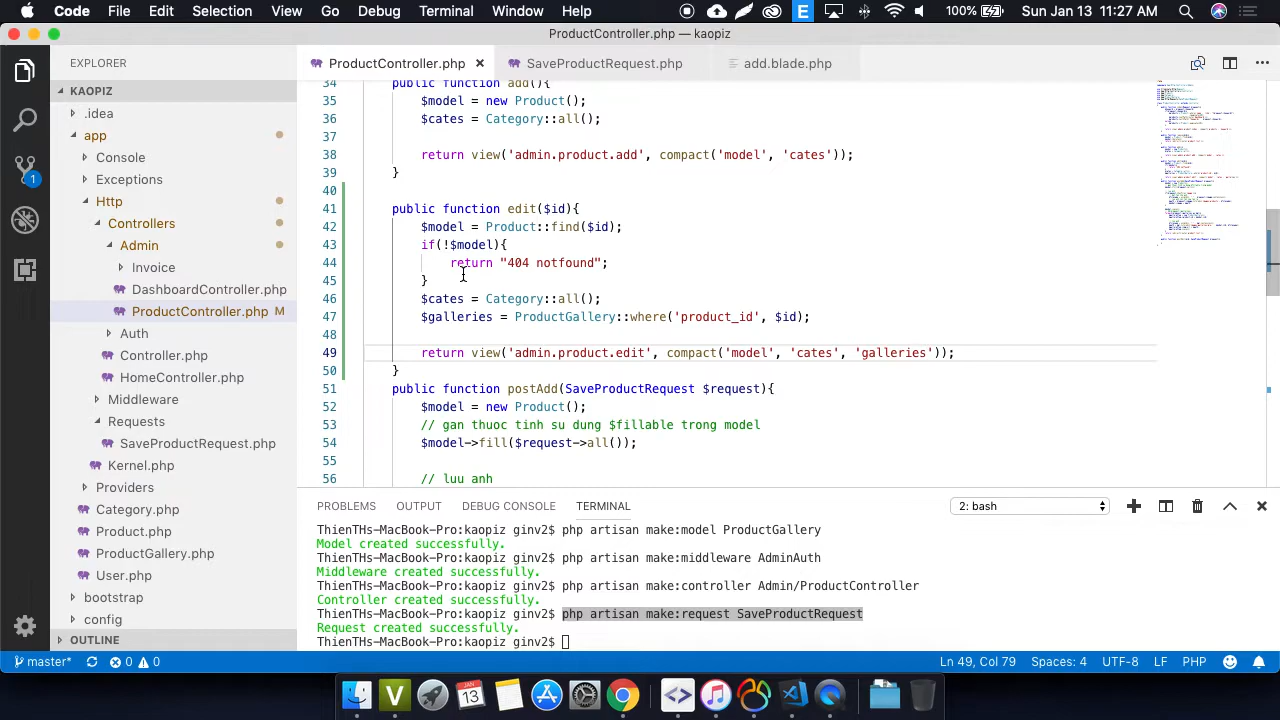 Code File Edit Selection View Go Debug Terminal Window Help E 100% Sun Jan 13 11:27 AM
ProductController.php — kaopiz
EXPLORER
ProductController.php
SaveProductRequest.php
add.blade.php
KAOPIZ
.idea
app
Console
Exceptions
Http
Controllers
Admin
Invoice
DashboardController.php
ProductController.php M
Auth
Controller.php
HomeController.php
Middleware
Requests
SaveProductRequest.php
Kernel.php
Providers
Category.php
Product.php
ProductGallery.php
User.php
bootstrap
config
OUTLINE
1
34 public function add(){
35 $model = new Product();
36 $cates = Category::all();
37
38 return view('admin.product.add', compact('model', 'cates'));
39 }
40
41 public function edit($id){
42 $model = Product::find($id);
43 if(!$model){
44 return "404 notfound";
45 }
46 $cates = Category::all();
47 $galleries = ProductGallery::where('product_id', $id);
48
49 return view('admin.product.edit', compact('model', 'cates', 'galleries'));
50 }
51 public function postAdd(SaveProductRequest $request){
52 $model = new Product();
53 // gan thuoc tinh su dung $fillable trong model
54 $model->fill($request->all());
55
56 // luu anh
PROBLEMS OUTPUT DEBUG CONSOLE TERMINAL 2: bash
ThienTHs-MacBook-Pro:kaopiz ginv2$ php artisan make:model ProductGallery
Model created successfully.
ThienTHs-MacBook-Pro:kaopiz ginv2$ php artisan make:middleware AdminAuth
Middleware created successfully.
ThienTHs-MacBook-Pro:kaopiz ginv2$ php artisan make:controller Admin/ProductController
Controller created successfully.
ThienTHs-MacBook-Pro:kaopiz ginv2$ php artisan make:request SaveProductRequest
Request created successfully.
ThienTHs-MacBook-Pro:kaopiz ginv2$
master* 0 0 Ln 49, Col 79 Spaces: 4 UTF-8 LF PHP
V JAN 13